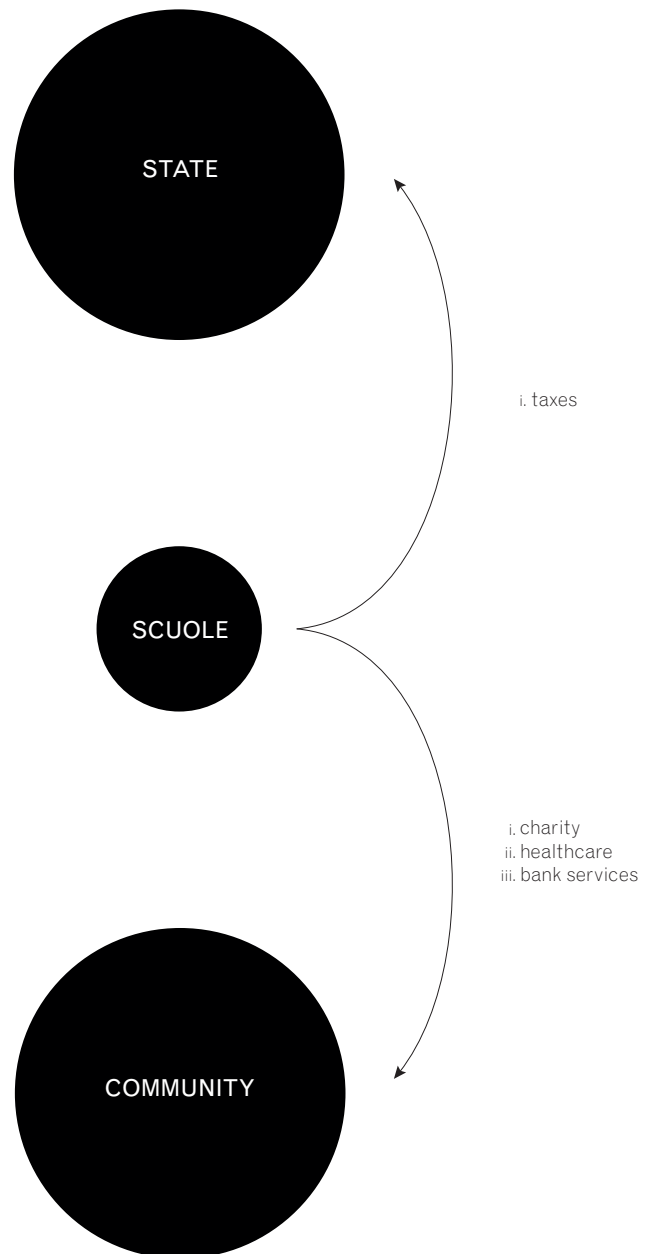 STATE
i. taxes
SCUOLE
i. charity
ii. healthcare
iii. bank services
COMMUNITY